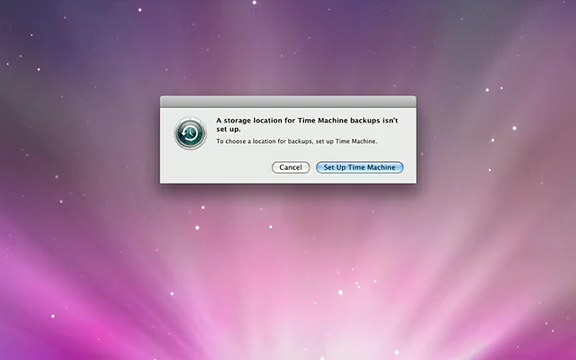 A storage location for Time Machine backups isn't
set up.
To choose a location for backups, set up Time Machine.
Cancel
Set Up Time Machine